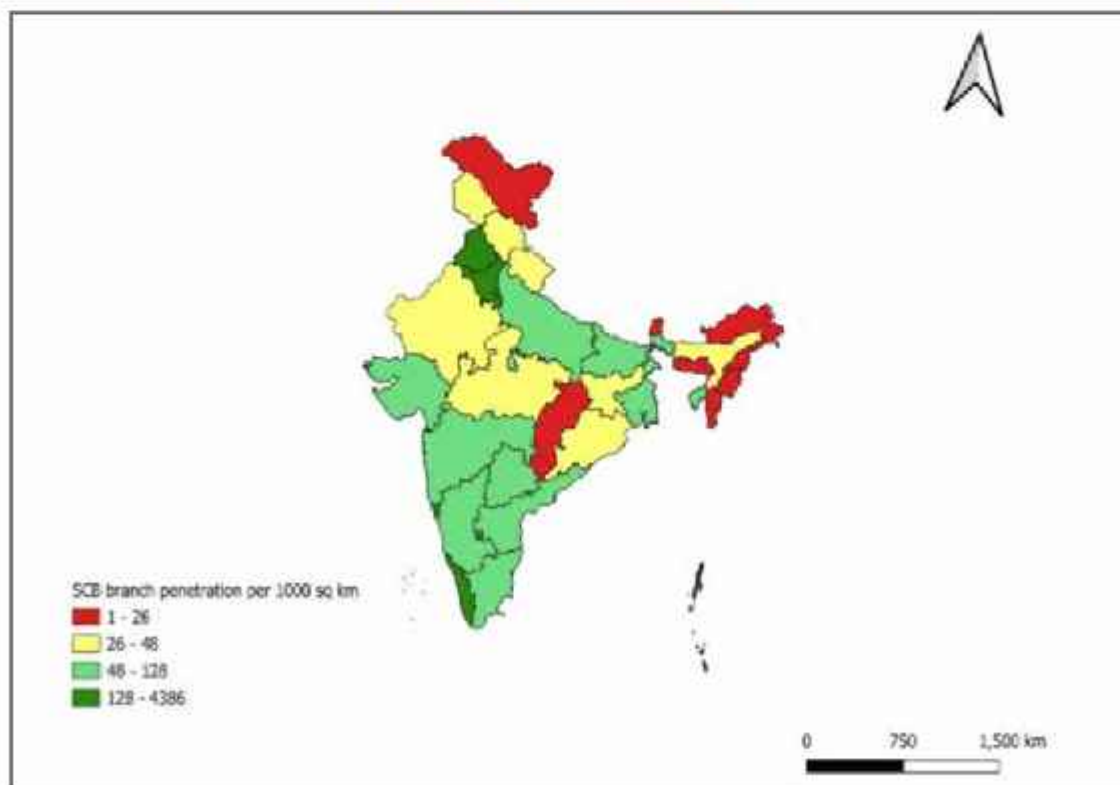 SCB branch penetration per 1000 sq km
1 - 26
26 - 48
48 - 128
128 - 4386
0 750 1,500 km